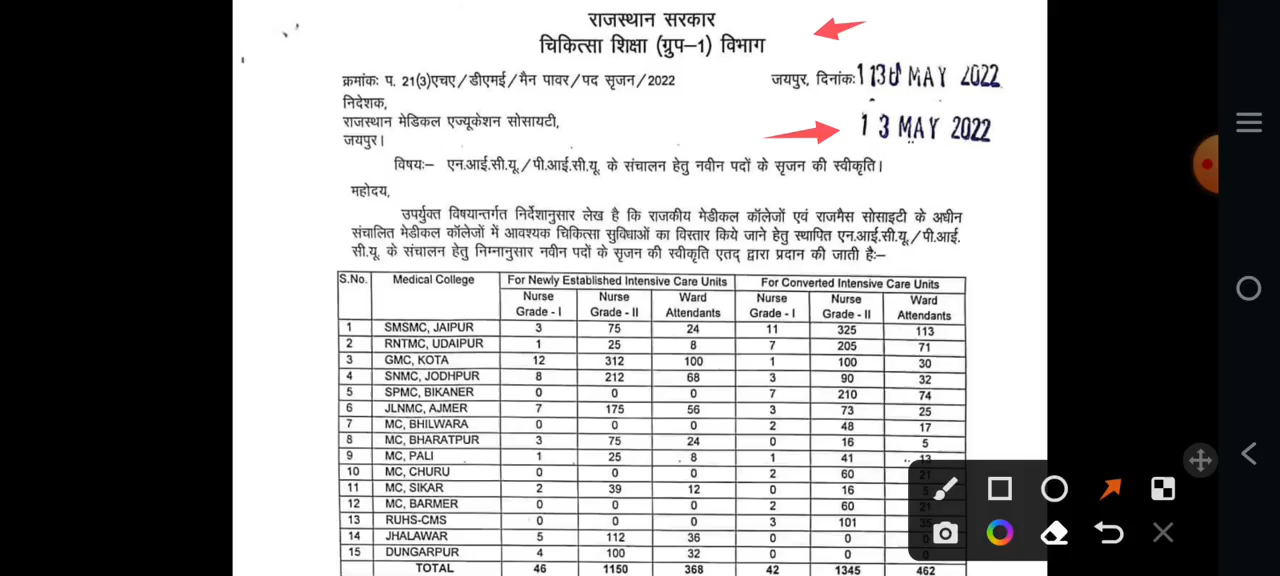 राजस्थान सरकार
चिकित्सा शिक्षा (ग्रुप–1) विभाग
क्रमांकः प. 21(3)एचए/डीएमई/मैन पावर/पद सृजन/2022 जयपुर, दिनांकः MAY 2022
निदेशक,
राजस्थान मेडिकल एज्यूकेशन सोसायटी, 1 3 MAY 2022
जयपुर।
विषयः– एन.आई.सी.यू./पी.आई.सी.यू. के संचालन हेतु नवीन पदों के सृजन की स्वीकृति।
महोदय,
उपर्युक्त विषयान्तर्गत निर्देशानुसार लेख है कि राजकीय मेडीकल कॉलेजों एवं राजमैस सोसाइटी के अधीन
संचालित मेडीकल कॉलेजों में आवश्यक चिकित्सा सुविधाओं का विस्तार किये जाने हेतु स्थापित एन.आई.सी.यू./पी.आई.
सी.यू. के संचालन हेतु निम्नानुसार नवीन पदों के सृजन की स्वीकृति एतद् द्वारा प्रदान की जाती हैः–
S.No. Medical College For Newly Established Intensive Care Units For Converted Intensive Care Units
Nurse Grade - I Nurse Grade - II Ward Attendants Nurse Grade - I Nurse Grade - II Ward Attendants
1 SMSMC, JAIPUR 3 75 24 11 325 113
2 RNTMC, UDAIPUR 1 25 8 7 205 71
3 GMC, KOTA 12 312 100 1 100 30
4 SNMC, JODHPUR 8 212 68 3 90 32
5 SPMC, BIKANER 0 0 0 7 210 74
6 JLNMC, AJMER 7 175 56 3 73 25
7 MC, BHILWARA 0 0 0 2 48 17
8 MC, BHARATPUR 3 75 24 0 16 5
9 MC, PALI 1 25 8 1 41 13
10 MC, CHURU 0 0 0 2 60 21
11 MC, SIKAR 2 39 12 0 16 5
12 MC, BARMER 0 0 0 2 60 21
13 RUHS-CMS 0 0 0 3 101 35
14 JHALAWAR 5 112 36 0 0 0
15 DUNGARPUR 4 100 32 0 0 0
TOTAL 46 1150 368 42 1345 462